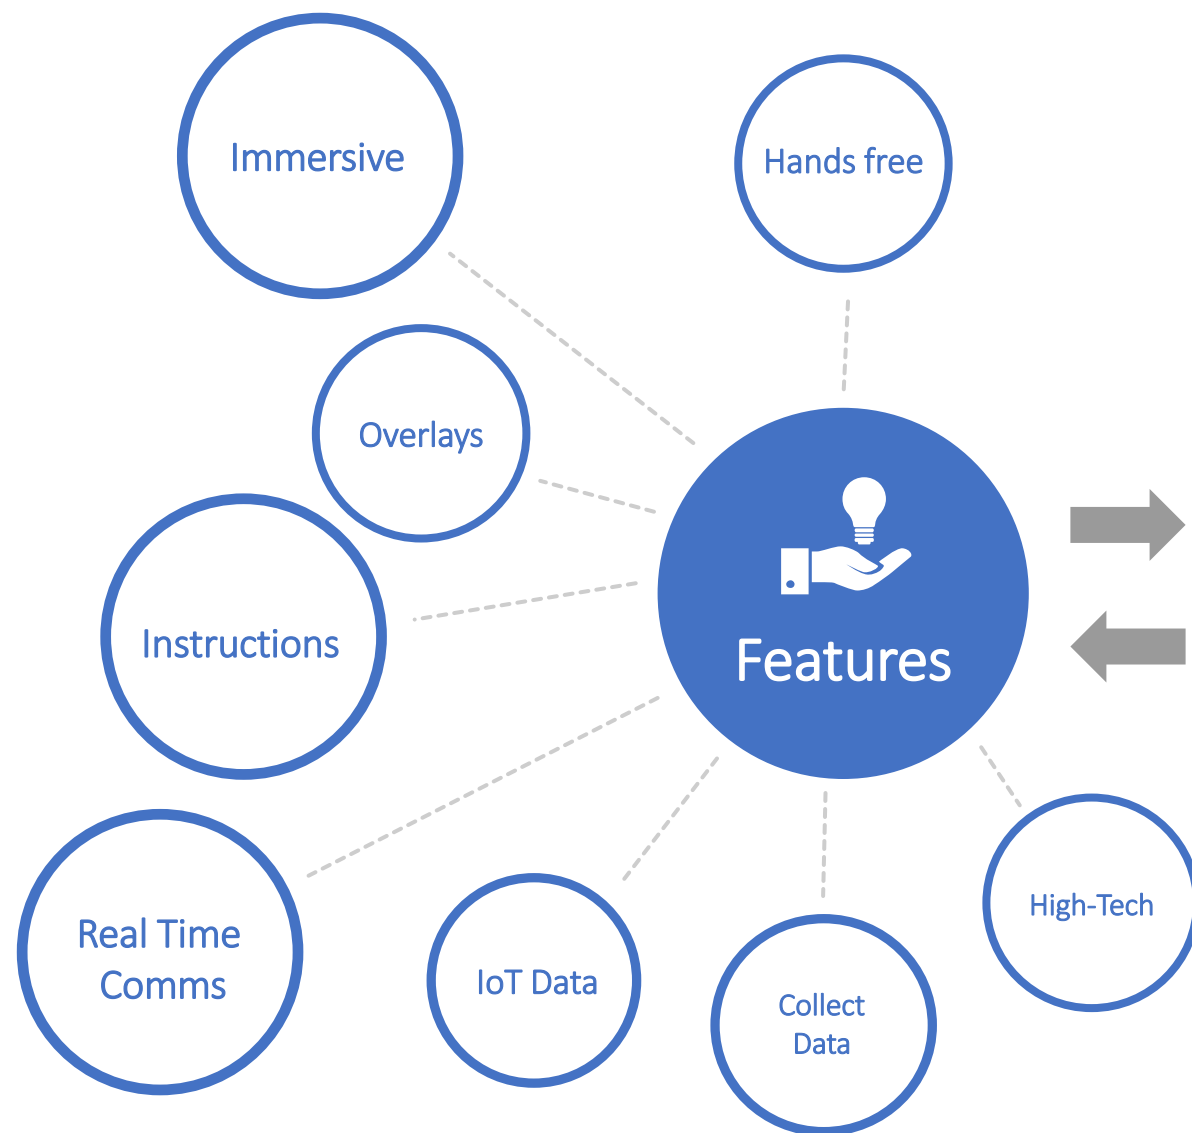 Immersive
Hands free
Overlays
Instructions
Features
Real Time
Comms
IoT Data
Collect
Data
High-Tech